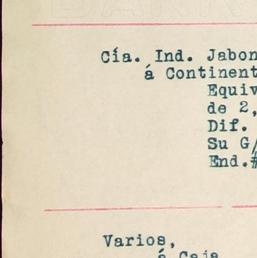 Cía. Ind. Jabon
á Continent
Equiv
de 2,
Dif.
Su G/
End.#
Varios,
á Caja